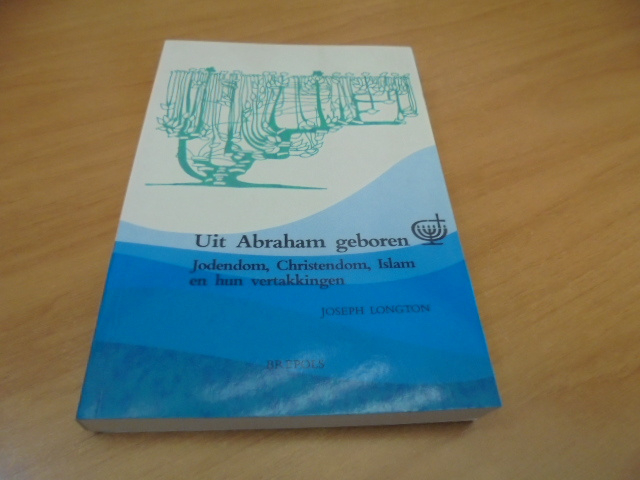 Uit Abraham geboren
Jodendom, Christendom, Islam
en hun vertakkingen
JOSEPH LONGTON
BREPOLS